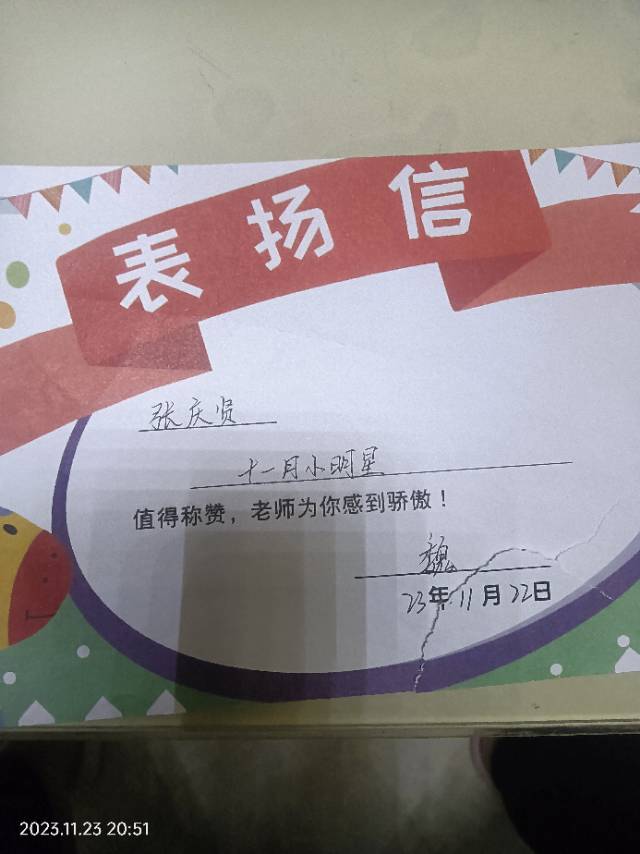 表扬信
张庆贤
十一月小明星
值得称赞，老师为你感到骄傲！
魏
23年11月22日
2023.11.23 20:51